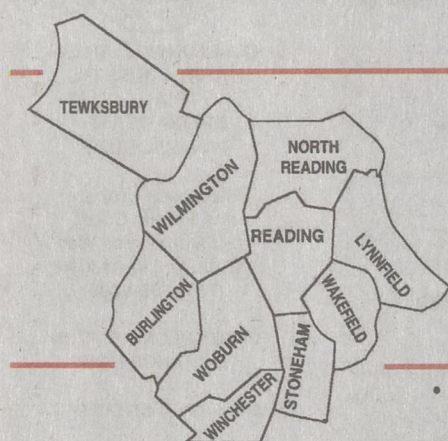 TEWKSBURY
NORTH
READING
WILMINGTON
READING
LYNNFIELD
BURLINGTON
WAKEFIELD
WOBURN
STONEHAM
WINCHESTER